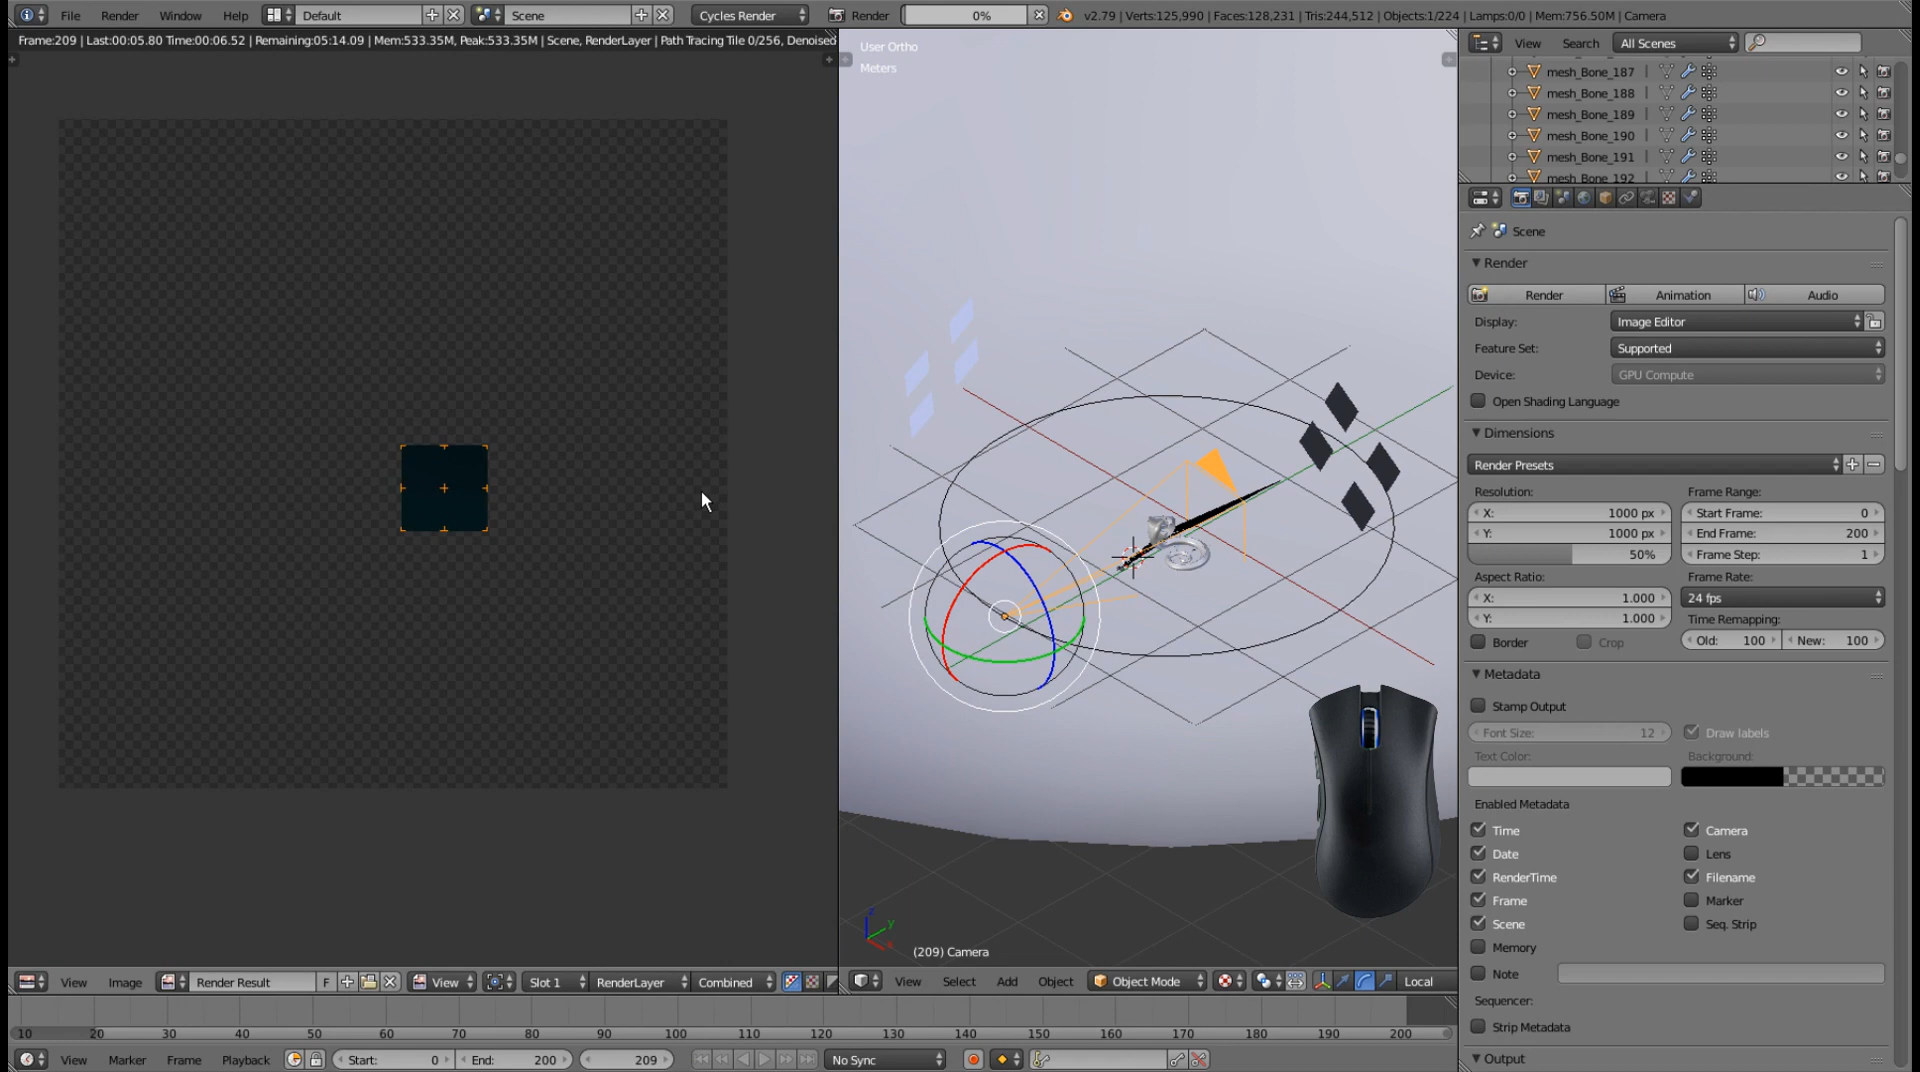 File Render Window Help Default Scene Cycles Render Render 0% v2.79 | Verts:125,990 | Faces:128,231 | Tris:244,512 | Objects:1/224 | Lamps:0/0 | Mem:756.50M | Camera
Frame:209 | Last:00:05.80 Time:00:06.52 | Remaining:05:14.09 | Mem:533.35M, Peak:533.35M | Scene, RenderLayer | Path Tracing Tile 0/256, Denoised
User Ortho
Meters
(209) Camera
View Search All Scenes
mesh_Bone_187
mesh_Bone_188
mesh_Bone_189
mesh_Bone_190
mesh_Bone_191
mesh_Bone_192
Scene
Render
Render Animation Audio
Display: Image Editor
Feature Set: Supported
Device: GPU Compute
Open Shading Language
Dimensions
Render Presets
Resolution: Frame Range:
X: 1000 px Start Frame: 0
Y: 1000 px End Frame: 200
50% Frame Step: 1
Aspect Ratio: Frame Rate:
X: 1.000 24 fps
Y: 1.000 Time Remapping:
Border Crop Old: 100 New: 100
Metadata
Stamp Output
Font Size: 12 Draw labels
Text Color: Background:
Enabled Metadata
Time Camera
Date Lens
RenderTime Filename
Frame Marker
Scene Seq. Strip
Memory
Note
Sequencer:
Strip Metadata
Output
View Image Render Result F View Slot 1 RenderLayer Combined
View Select Add Object Object Mode Local
10 20 30 40 50 60 70 80 90 100 110 120 130 140 150 160 170 180 190 200
View Marker Frame Playback Start: 0 End: 200 209 No Sync
z
y
x